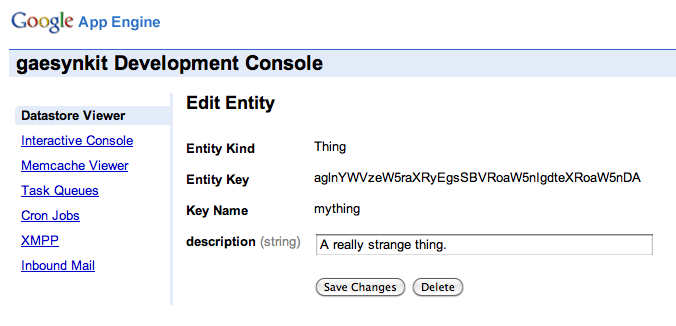 Google App Engine
gaesynkit Development Console
Datastore Viewer
Interactive Console
Memcache Viewer
Task Queues
Cron Jobs
XMPP
Inbound Mail
Edit Entity
Entity Kind Thing
Entity Key aglnYWVzeW5raXRyEgsSBVRoaW5nIgdteXRoaW5nDA
Key Name mything
description (string) A really strange thing.
Save Changes Delete